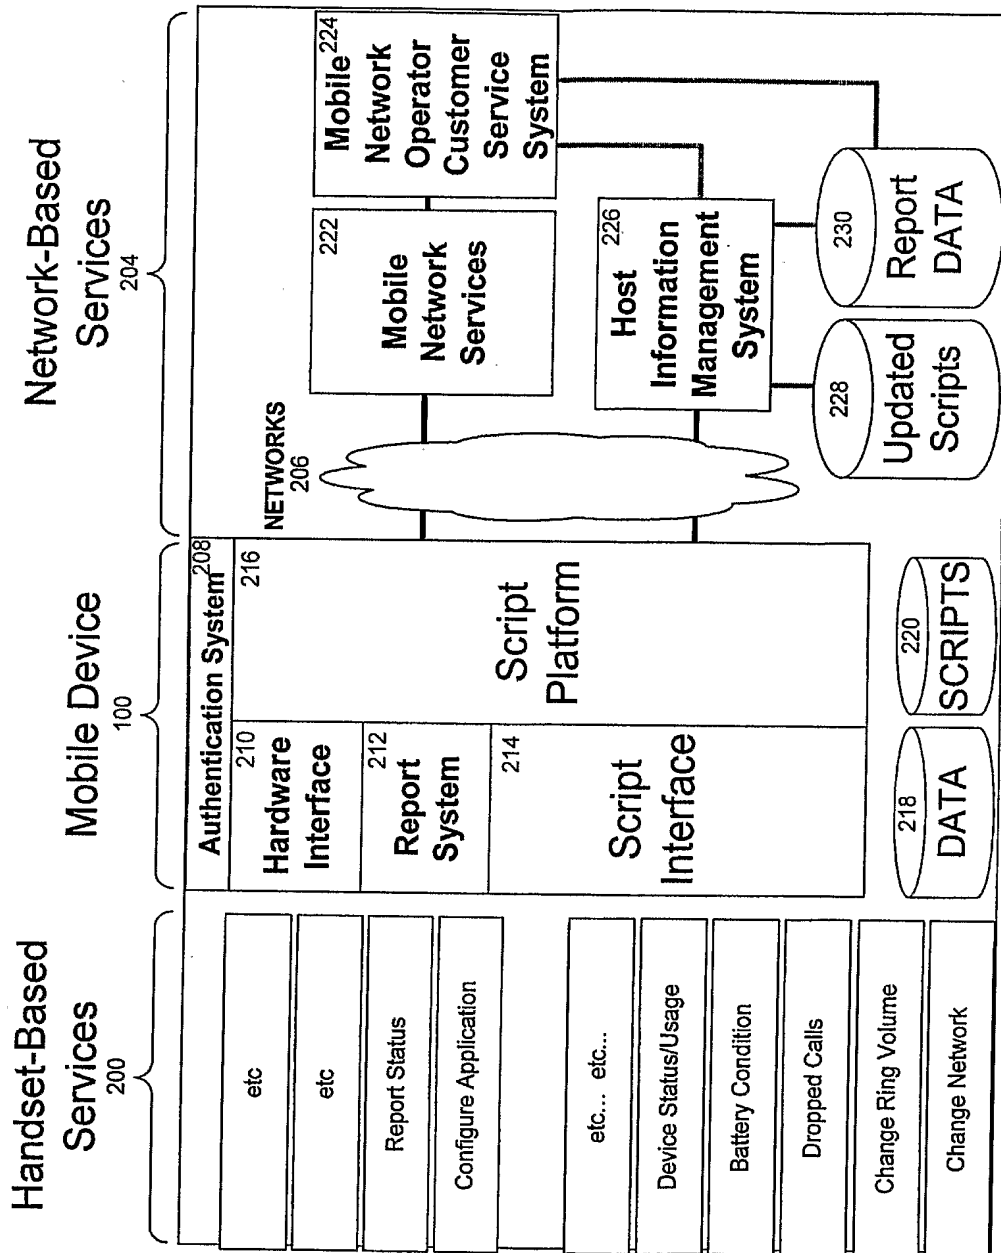 Handset-Based
Services
200
etc
etc
Report Status
Configure Application
etc... etc...
Device Status/Usage
Battery Condition
Dropped Calls
Change Ring Volume
Change Network
Mobile Device
100
Authentication System
208
210
Hardware
Interface
212
Report
System
214
Script
Interface
216
Script
Platform
218
DATA
220
SCRIPTS
Network-Based
Services
204
NETWORKS
206
222
Mobile
Network
Services
224
Mobile
Network
Operator
Customer
Service
System
226
Host
Information
Management
System
228
Updated
Scripts
230
Report
DATA